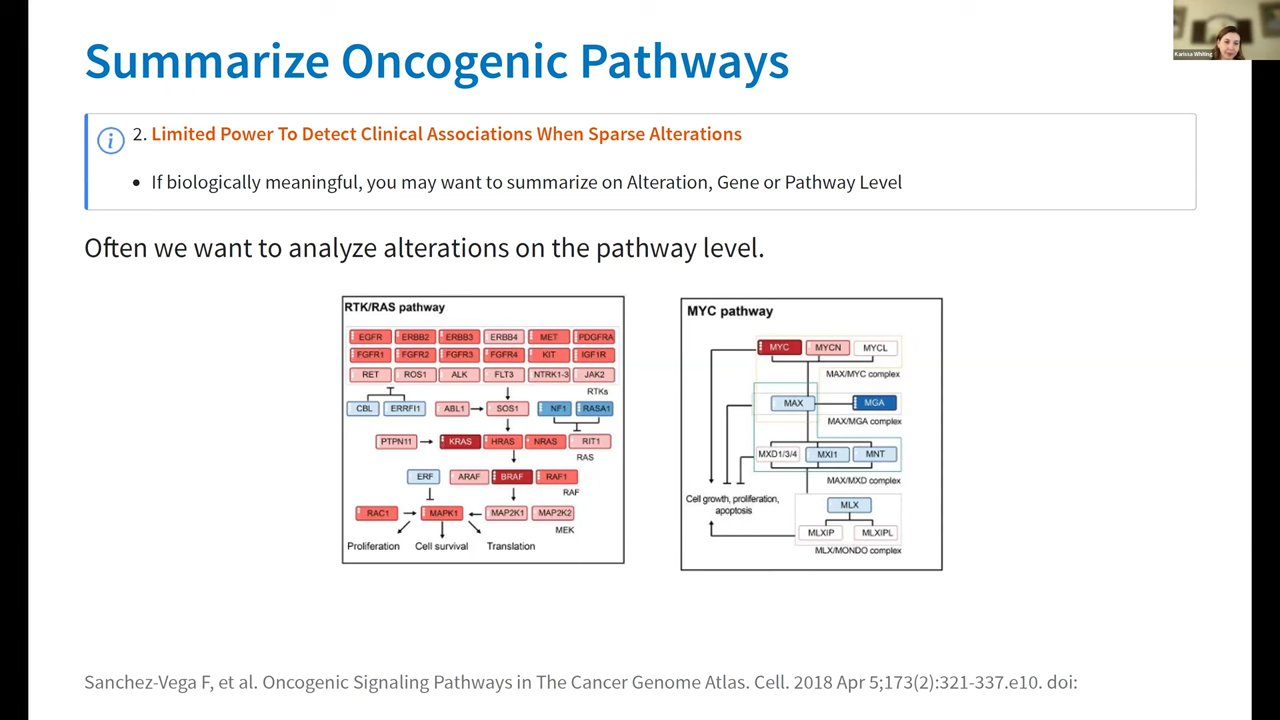 Summarize Oncogenic Pathways
Karissa Whiting
i
2. Limited Power To Detect Clinical Associations When Sparse Alterations
• If biologically meaningful, you may want to summarize on Alteration, Gene or Pathway Level
Often we want to analyze alterations on the pathway level.
RTK/RAS pathway
EGFR ERBB2 ERBB3 ERBB4 MET PDGFRA
FGFR1 FGFR2 FGFR3 FGFR4 KIT IGF1R
RET ROS1 ALK FLT3 NTRK1-3 JAK2
RTKs
CBL ERRFI1 ABL1 SOS1 NF1 RASA1
PTPN11 KRAS HRAS NRAS RIT1
RAS
ERF ARAF BRAF RAF1
RAF
RAC1 MAPK1 MAP2K1 MAP2K2
MEK
Proliferation Cell survival Translation
MYC pathway
MYC MYCN MYCL
MAX/MYC complex
MAX MGA
MAX/MGA complex
MXD1/3/4 MXI1 MNT
MAX/MXD complex
Cell growth, proliferation,
apoptosis
MLX
MLXIP MLXIPL
MLX/MONDO complex
Sanchez-Vega F, et al. Oncogenic Signaling Pathways in The Cancer Genome Atlas. Cell. 2018 Apr 5;173(2):321-337.e10. doi: